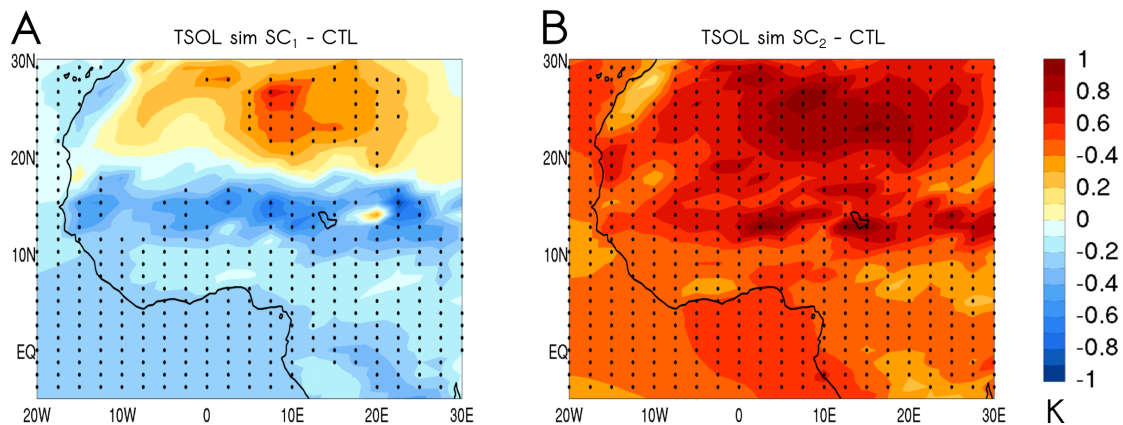 A
TSOL sim SC₁ - CTL
B
TSOL sim SC₂ - CTL
30N
20N
10N
EQ
20W 10W 0 10E 20E 30E
30N
20N
10N
EQ
20W 10W 0 10E 20E 30E
1
0.8
0.6
-0.4
0.2
0
-0.2
-0.4
-0.6
-0.8
-1
K